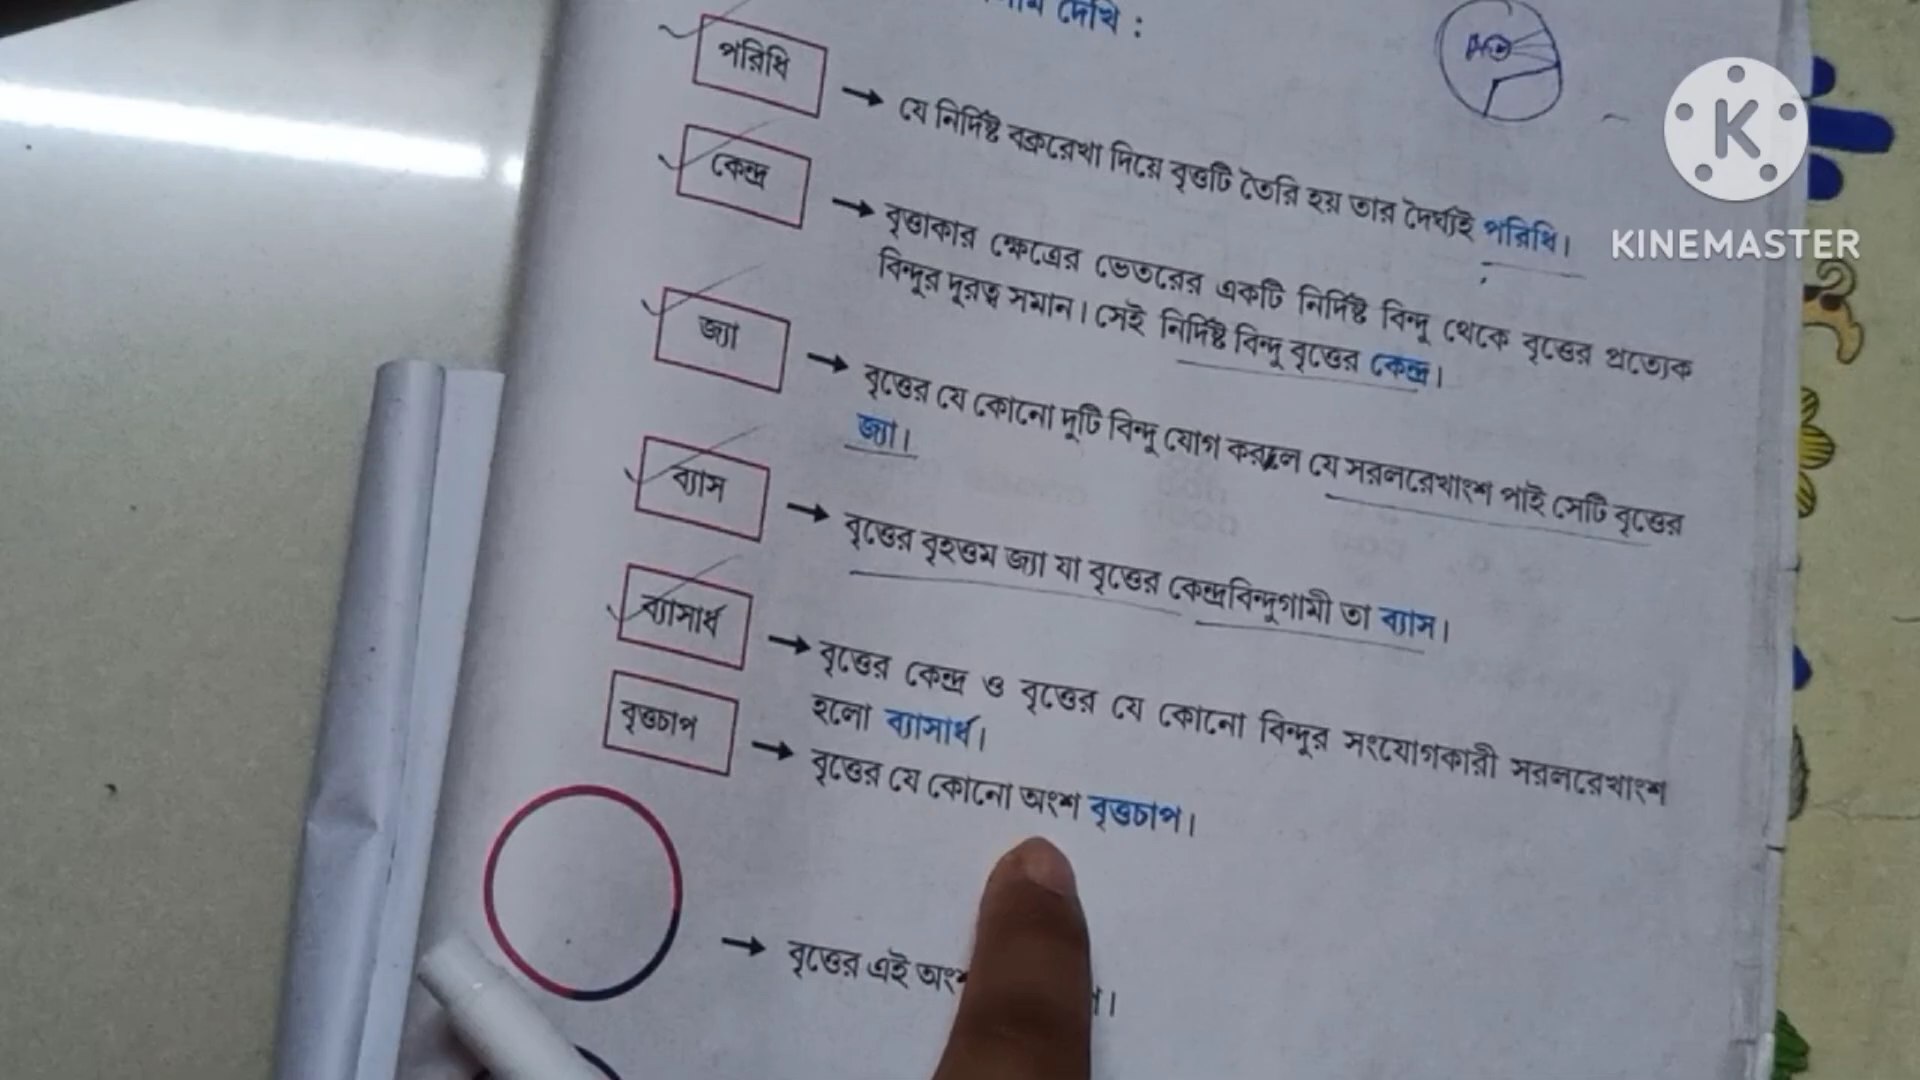 দেখি :
পরিধি
→ যে নির্দিষ্ট বক্ররেখা দিয়ে বৃত্তটি তৈরি হয় তার দৈর্ঘ্যই পরিধি।
কেন্দ্র
→ বৃত্তাকার ক্ষেত্রের ভেতরের একটি নির্দিষ্ট বিন্দু থেকে বৃত্তের প্রত্যেক
বিন্দুর দূরত্ব সমান। সেই নির্দিষ্ট বিন্দু বৃত্তের কেন্দ্র।
জ্যা
→ বৃত্তের যে কোনো দুটি বিন্দু যোগ করলে যে সরলরেখাংশ পাই সেটি বৃত্তের
জ্যা।
ব্যাস
→ বৃত্তের বৃহত্তম জ্যা যা বৃত্তের কেন্দ্রবিন্দুগামী তা ব্যাস।
ব্যাসার্ধ
→ বৃত্তের কেন্দ্র ও বৃত্তের যে কোনো বিন্দুর সংযোগকারী সরলরেখাংশ
হলো ব্যাসার্ধ।
বৃত্তচাপ
→ বৃত্তের যে কোনো অংশ বৃত্তচাপ।
→ বৃত্তের এই
K
KINEMASTER